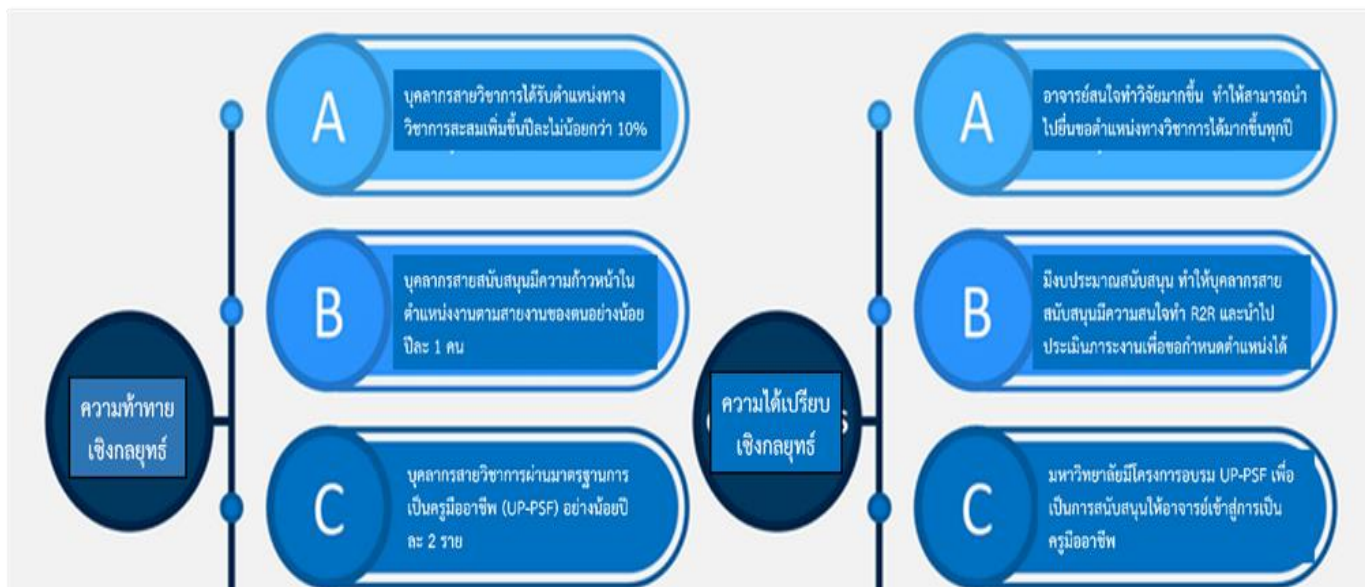 ความท้าทาย
เชิงกลยุทธ์
A
บุคลากรสายวิชาการได้รับตำแหน่งทาง
วิชาการสะสมเพิ่มขึ้นปีละไม่น้อยกว่า 10%
B
บุคลากรสายสนับสนุนมีความก้าวหน้าใน
ตำแหน่งงานตามสายงานของตนอย่างน้อย
ปีละ 1 คน
C
บุคลากรสายวิชาการผ่านมาตรฐานการ
เป็นครูมืออาชีพ (UP-PSF) อย่างน้อยปี
ละ 2 ราย
ความได้เปรียบ
เชิงกลยุทธ์
A
อาจารย์สนใจทำวิจัยมากขึ้น ทำให้สามารถนำ
ไปยื่นขอตำแหน่งทางวิชาการได้มากขึ้นทุกปี
B
มีงบประมาณสนับสนุน ทำให้บุคลากรสาย
สนับสนุนมีความสนใจทำ R2R และนำไป
ประเมินภาระงานเพื่อขอกำหนดตำแหน่งได้
C
มหาวิทยาลัยมีโครงการอบรม UP-PSF เพื่อ
เป็นการสนับสนุนให้อาจารย์เข้าสู่การเป็น
ครูมืออาชีพ